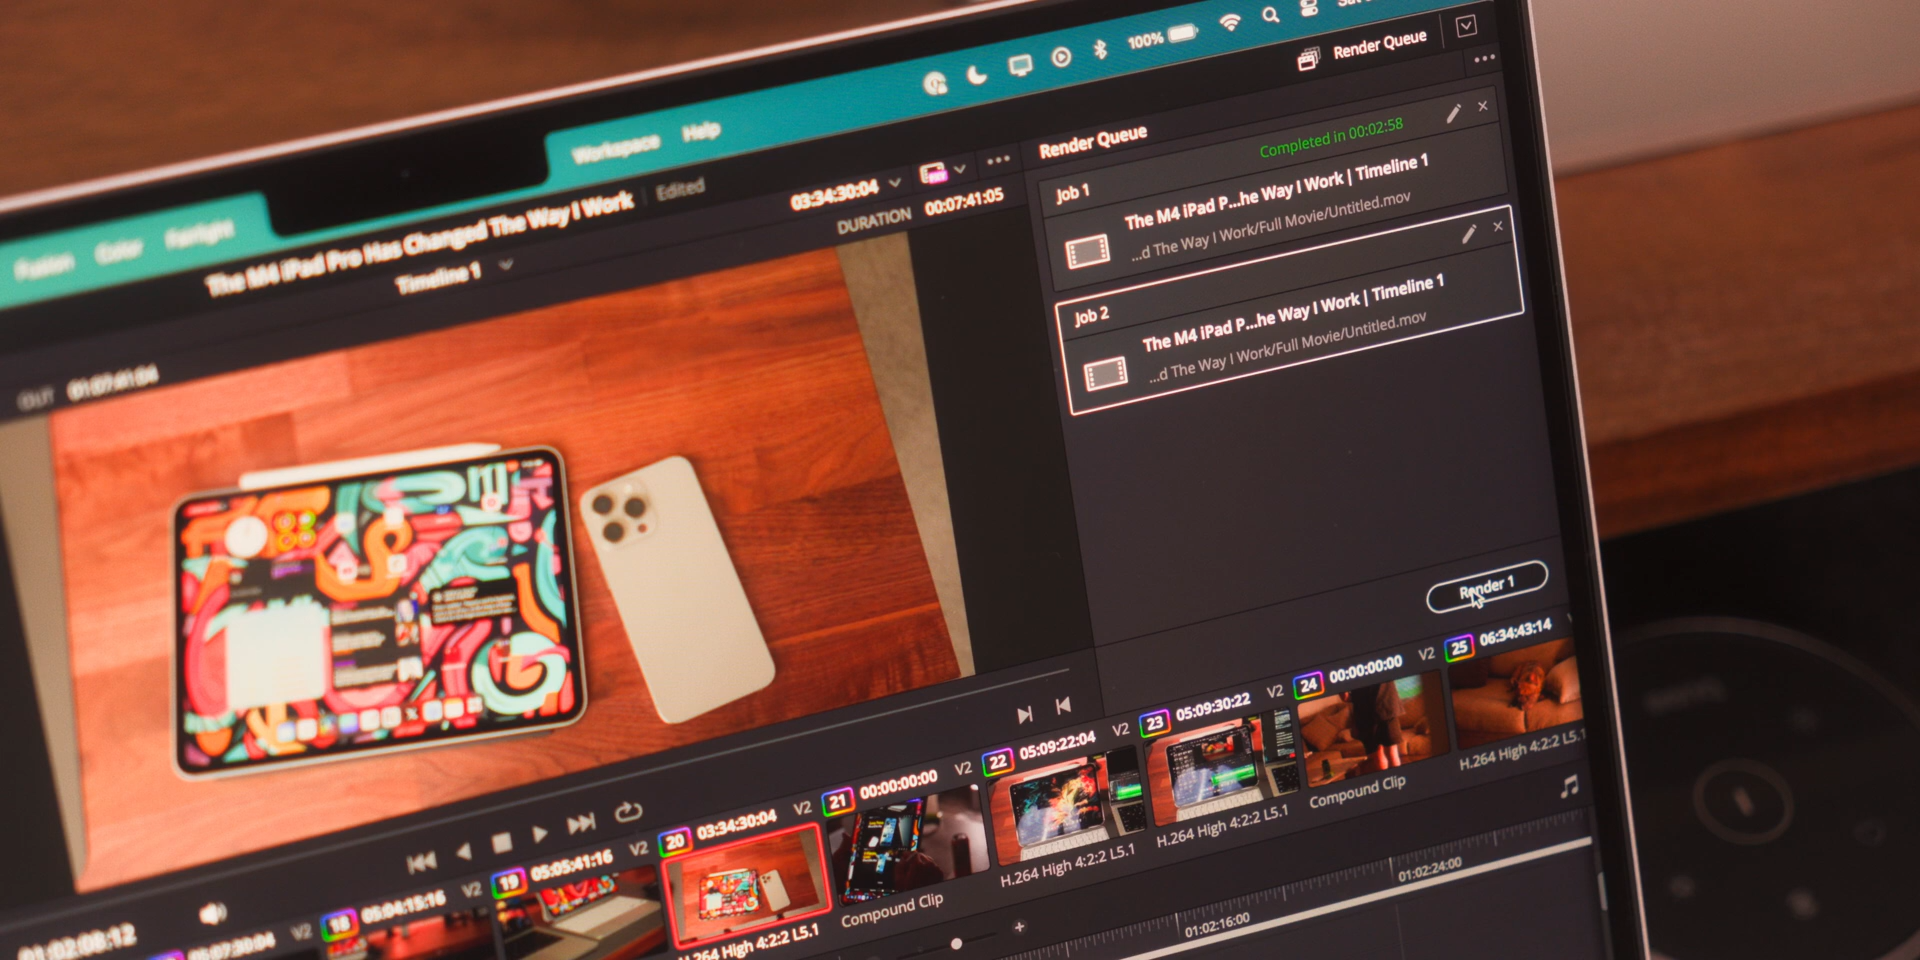 Fusion Color Fairlight Workspace Help 100%
Render Queue
The M4 iPad Pro Has Changed The Way I Work Edited
Timeline 1
03:34:30:04
DURATION 00:07:41:05
OUT 01:07:41:04
Render Queue
Job 1
Completed in 00:02:58
The M4 iPad P...he Way I Work | Timeline 1
...d The Way I Work/Full Movie/Untitled.mov
Job 2
The M4 iPad P...he Way I Work | Timeline 1
...d The Way I Work/Full Movie/Untitled.mov
Render 1
01:02:08:12
05:07:30:04 V2
18 05:04:15:16 V2
19 05:05:41:16 V2
20 03:34:30:04 V2
H.264 High 4:2:2 L5.1
21 00:00:00:00 V2
Compound Clip
22 05:09:22:04 V2
H.264 High 4:2:2 L5.1
23 05:09:30:22 V2
H.264 High 4:2:2 L5.1
24 00:00:00:00 V2
Compound Clip
25 06:34:43:14
H.264 High 4:2:2 L5.1
01:02:16:00
01:02:24:00